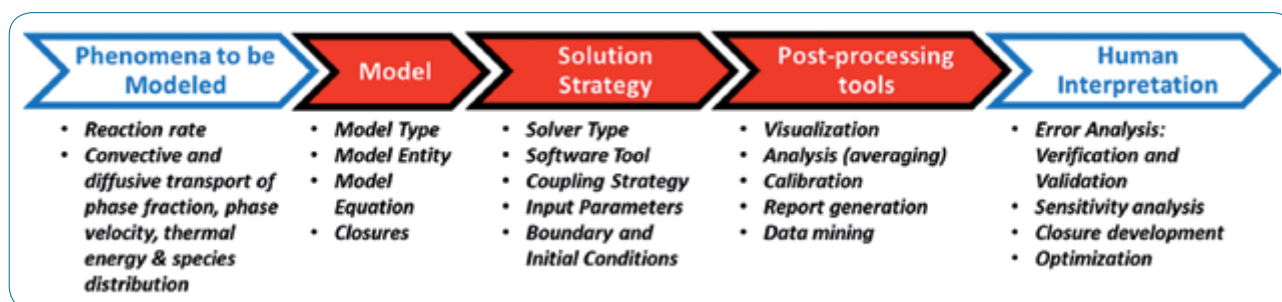 Phenomena to be
Modeled
Model
Solution
Strategy
Post-processing
tools
Human
Interpretation
• Reaction rate
• Convective and
diffusive transport of
phase fraction, phase
velocity, thermal
energy & species
distribution
• Model Type
• Model Entity
• Model
Equation
• Closures
• Solver Type
• Software Tool
• Coupling Strategy
• Input Parameters
• Boundary and
Initial Conditions
• Visualization
• Analysis (averaging)
• Calibration
• Report generation
• Data mining
• Error Analysis:
Verification and
Validation
• Sensitivity analysis
• Closure development
• Optimization